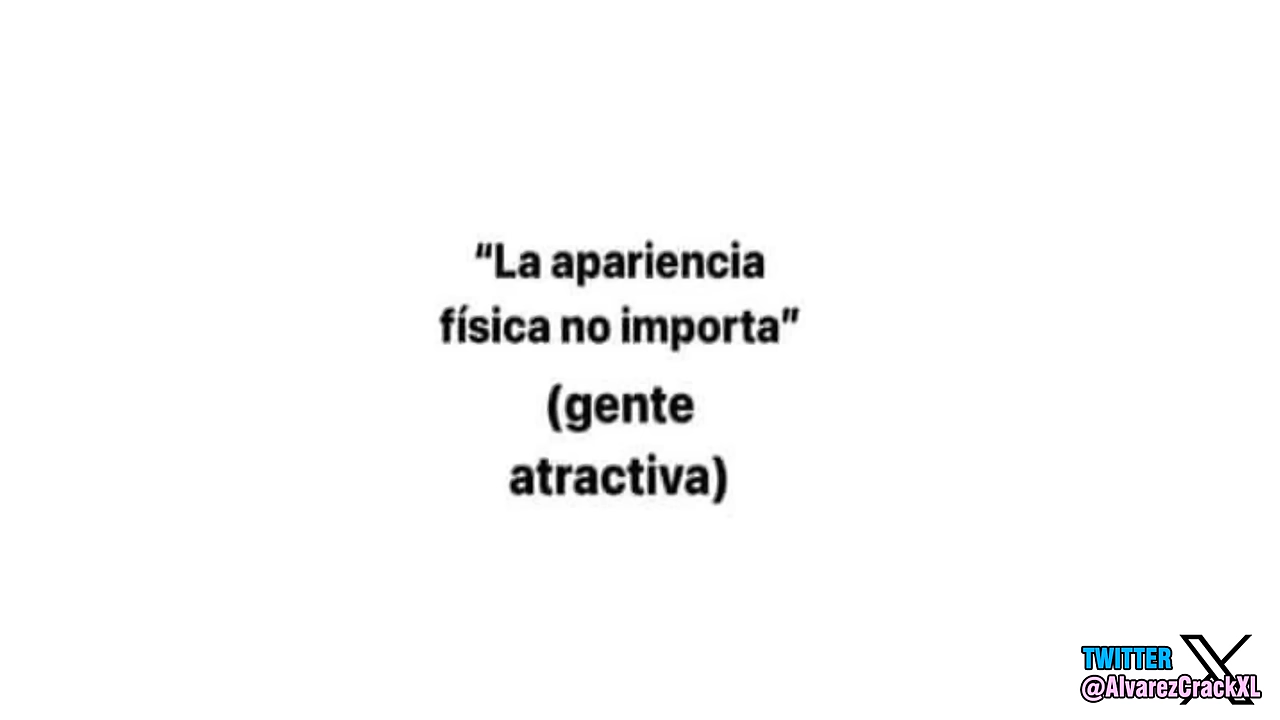 “La apariencia
física no importa”
(gente
atractiva)
TWITTER X
@AlvarezCrackXL